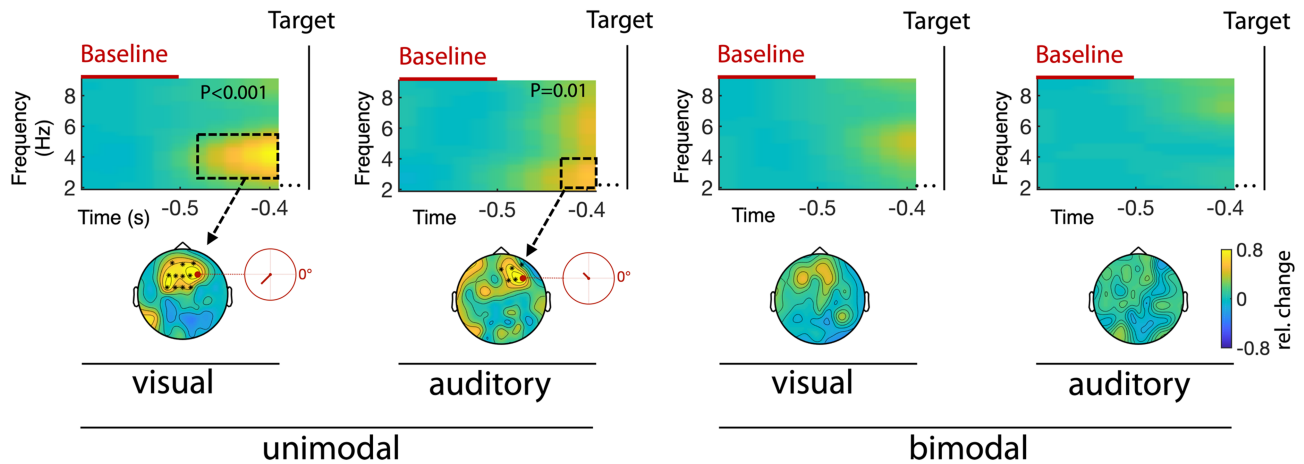 Target
Target
Target
Target
Baseline
Baseline
Baseline
Baseline
P<0.001
P=0.01
Frequency
(Hz)
8
6
4
2
Frequency
8
6
4
2
Frequency
8
6
4
2
Frequency
8
6
4
2
...
...
...
...
Time (s) -0.5 -0.4
Time -0.5 -0.4
Time -0.5 -0.4
Time -0.5 -0.4
0°
0°
0.8
0
-0.8
rel. change
visual
auditory
visual
auditory
unimodal
bimodal